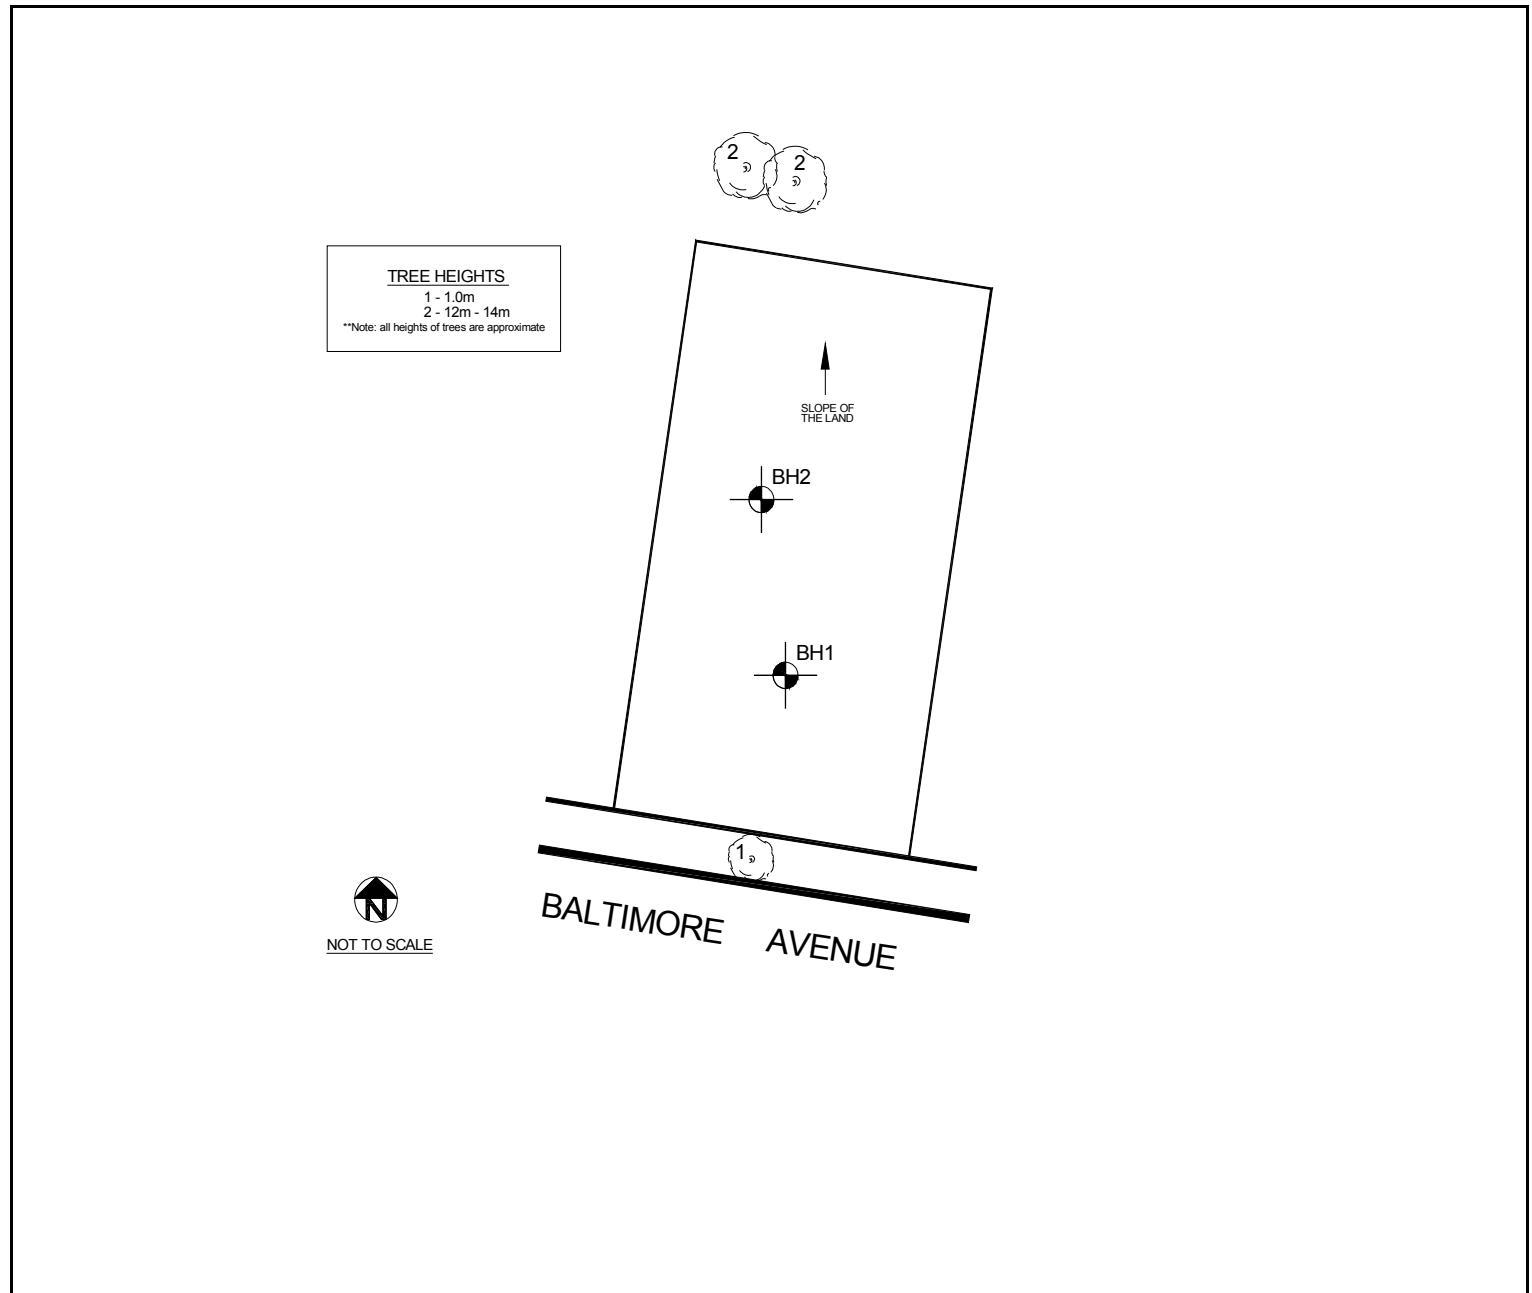 2
2
TREE HEIGHTS
1 - 1.0m
2 - 12m - 14m
**Note: all heights of trees are approximate
SLOPE OF
THE LAND
BH2
BH1
1
N
NOT TO SCALE
BALTIMORE AVENUE